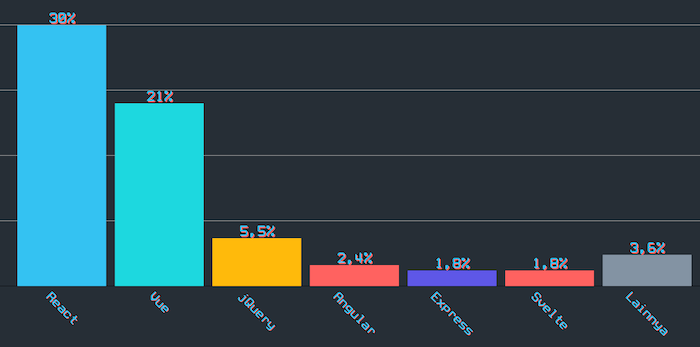 30%
21%
5,5%
2,4%
1,8%
1,8%
3,6%
React
Vue
jQuery
Angular
Express
Svelte
Lainnya